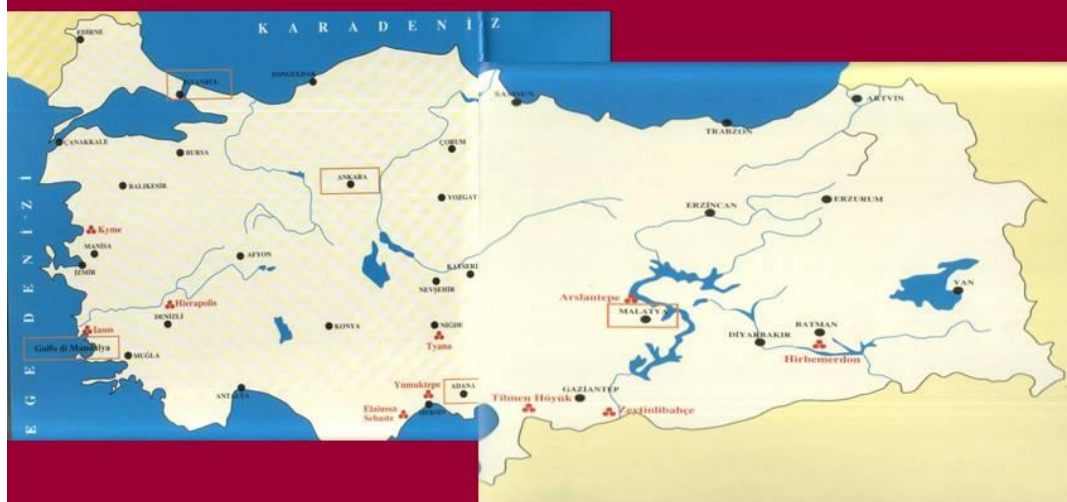 KARADENİZ
EDİRNE
İSTANBUL
ZONGULDAK
SAMSUN
ARTVİN
TRABZON
ÇANAKKALE
BURSA
ÇORUM
ANKARA
BALIKESİR
YOZGAT
ERZİNCAN
ERZURUM
Kyme
MANİSA
AFYON
İZMİR
KAYSERİ
NEVŞEHİR
VAN
Arslantepe
Hierapolis
MALATYA
DENİZLİ
KONYA
NİĞDE
Iasos
Tyana
BATMAN
DİYARBAKIR
Golfo di Mandalya
Hirbemerdon
MUĞLA
Yumuktepe
ADANA
ANTALYA
GAZİANTEP
Tilmen Höyük
MERSİN
Elaiussa
Sebaste
Zeytinlibahçe
EGE DENİZİ